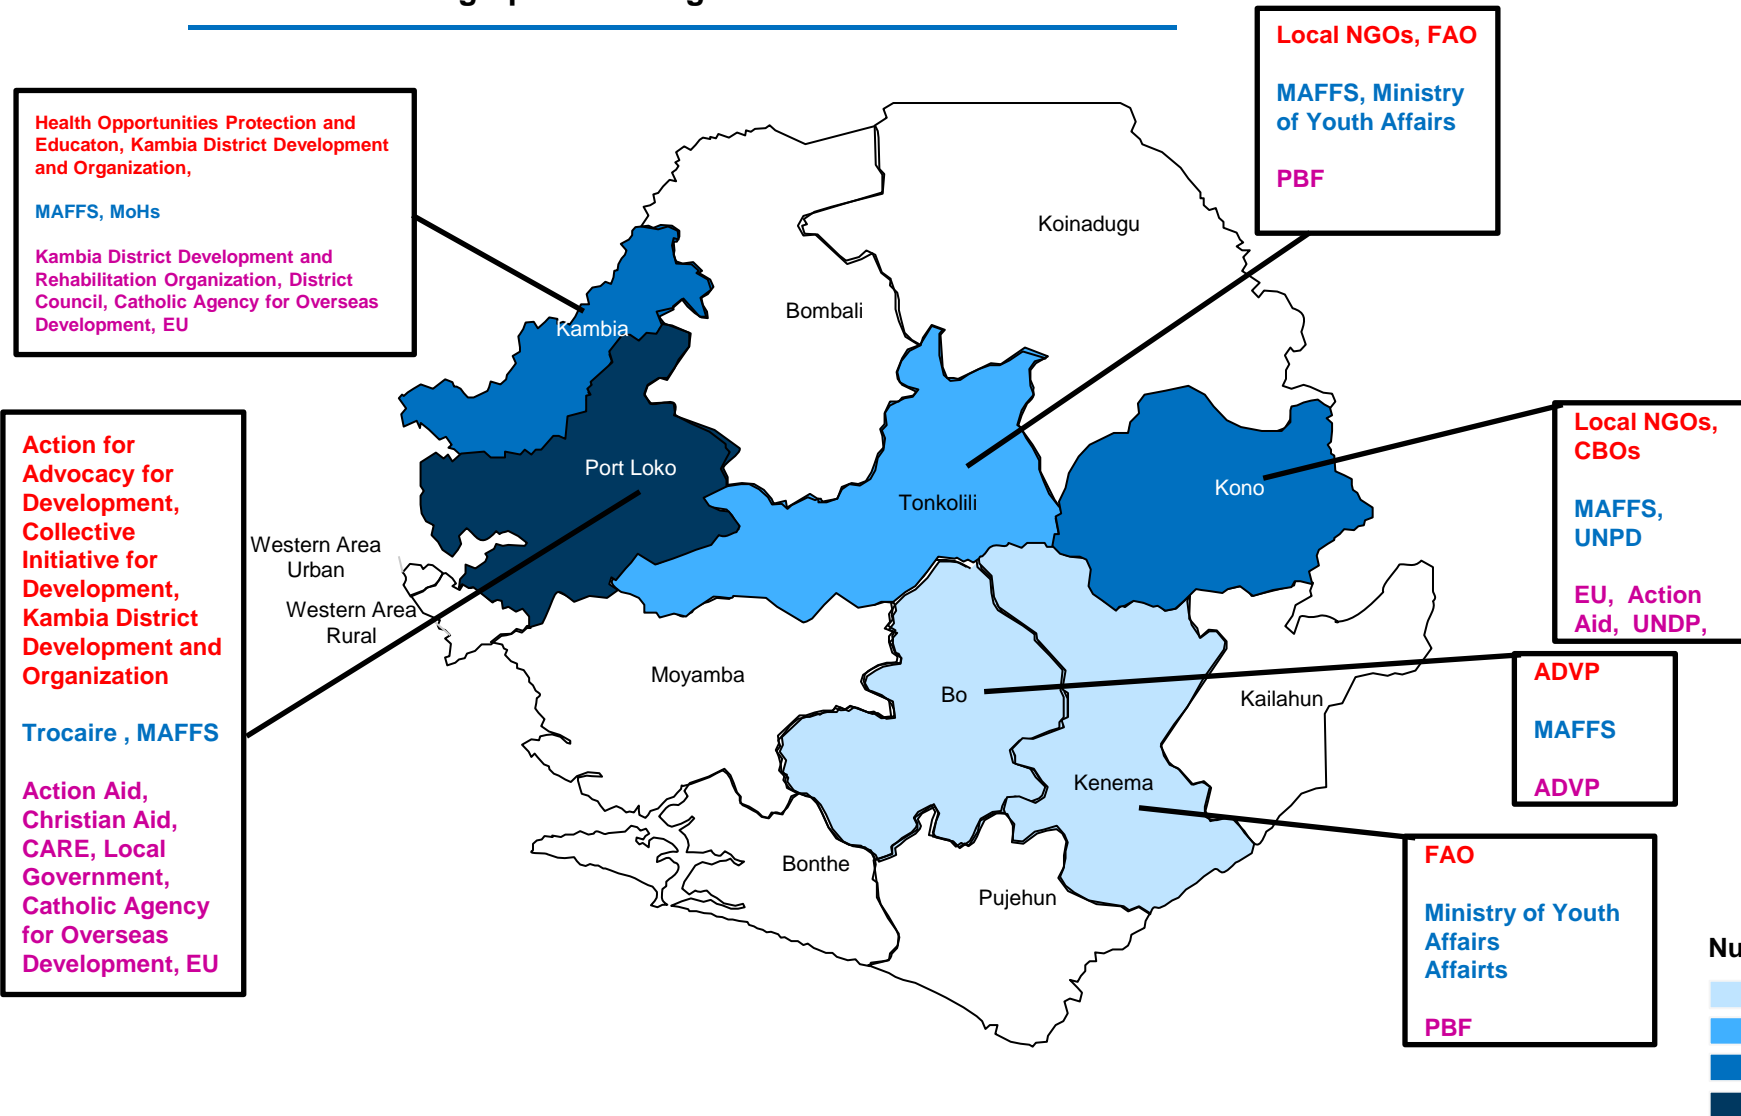 Local NGOs, FAO
MAFFS, Ministry
of Youth Affairs
PBF
Health Opportunities Protection and
Educaton, Kambia District Development
and Organization,
MAFFS, MoHs
Kambia District Development and
Rehabilitation Organization, District
Council, Catholic Agency for Overseas
Development, EU
Koinadugu
Bombali
Kambia
Port Loko
Tonkolili
Kono
Western Area
Urban
Western Area
Rural
Moyamba
Bo
Kailahun
Kenema
Bonthe
Pujehun
Action for
Advocacy for
Development,
Collective
Initiative for
Development,
Kambia District
Development and
Organization
Trocaire , MAFFS
Action Aid,
Christian Aid,
CARE, Local
Government,
Catholic Agency
for Overseas
Development, EU
Local NGOs,
CBOs
MAFFS,
UNPD
EU, Action
Aid, UNDP,
ADVP
MAFFS
ADVP
FAO
Ministry of Youth
Affairs
Affairts
PBF
Nu